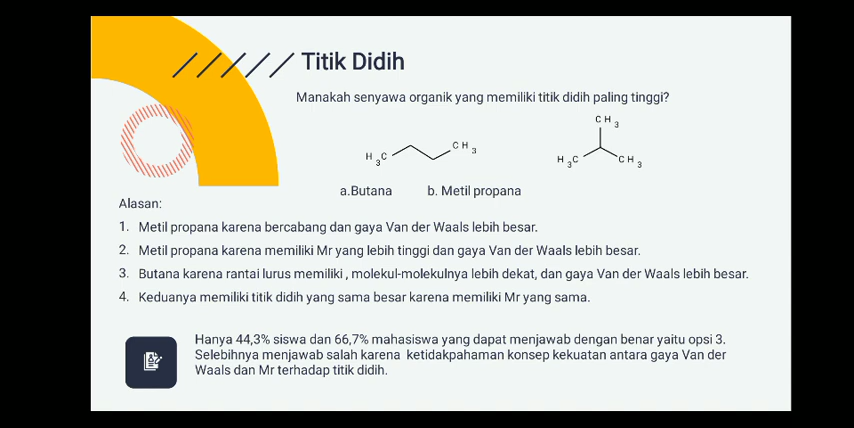 Titik Didih
Manakah senyawa organik yang memiliki titik didih paling tinggi?
CH3
H3C CH3
H3C CH3
a.Butana b. Metil propana
Alasan:
1. Metil propana karena bercabang dan gaya Van der Waals lebih besar.
2. Metil propana karena memiliki Mr yang lebih tinggi dan gaya Van der Waals lebih besar.
3. Butana karena rantai lurus memiliki , molekul-molekulnya lebih dekat, dan gaya Van der Waals lebih besar.
4. Keduanya memiliki titik didih yang sama besar karena memiliki Mr yang sama.
Hanya 44,3% siswa dan 66,7% mahasiswa yang dapat menjawab dengan benar yaitu opsi 3.
Selebihnya menjawab salah karena ketidakpahaman konsep kekuatan antara gaya Van der
Waals dan Mr terhadap titik didih.